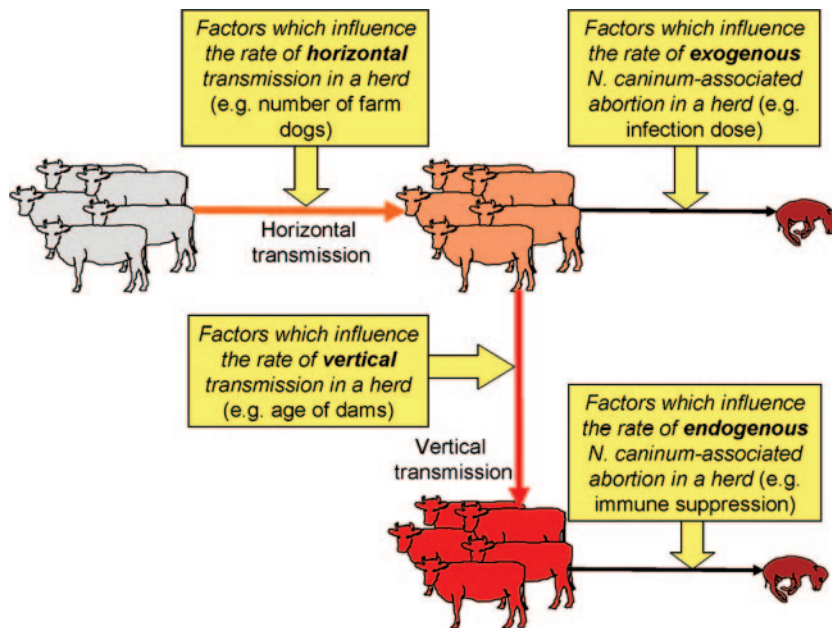 Factors which influence
the rate of horizontal
transmission in a herd
(e.g. number of farm
dogs)
Factors which influence
the rate of exogenous
N. caninum-associated
abortion in a herd (e.g.
infection dose)
Horizontal
transmission
Factors which influence
the rate of vertical
transmission in a herd
(e.g. age of dams)
Vertical
transmission
Factors which influence
the rate of endogenous
N. caninum-associated
abortion in a herd (e.g.
immune suppression)